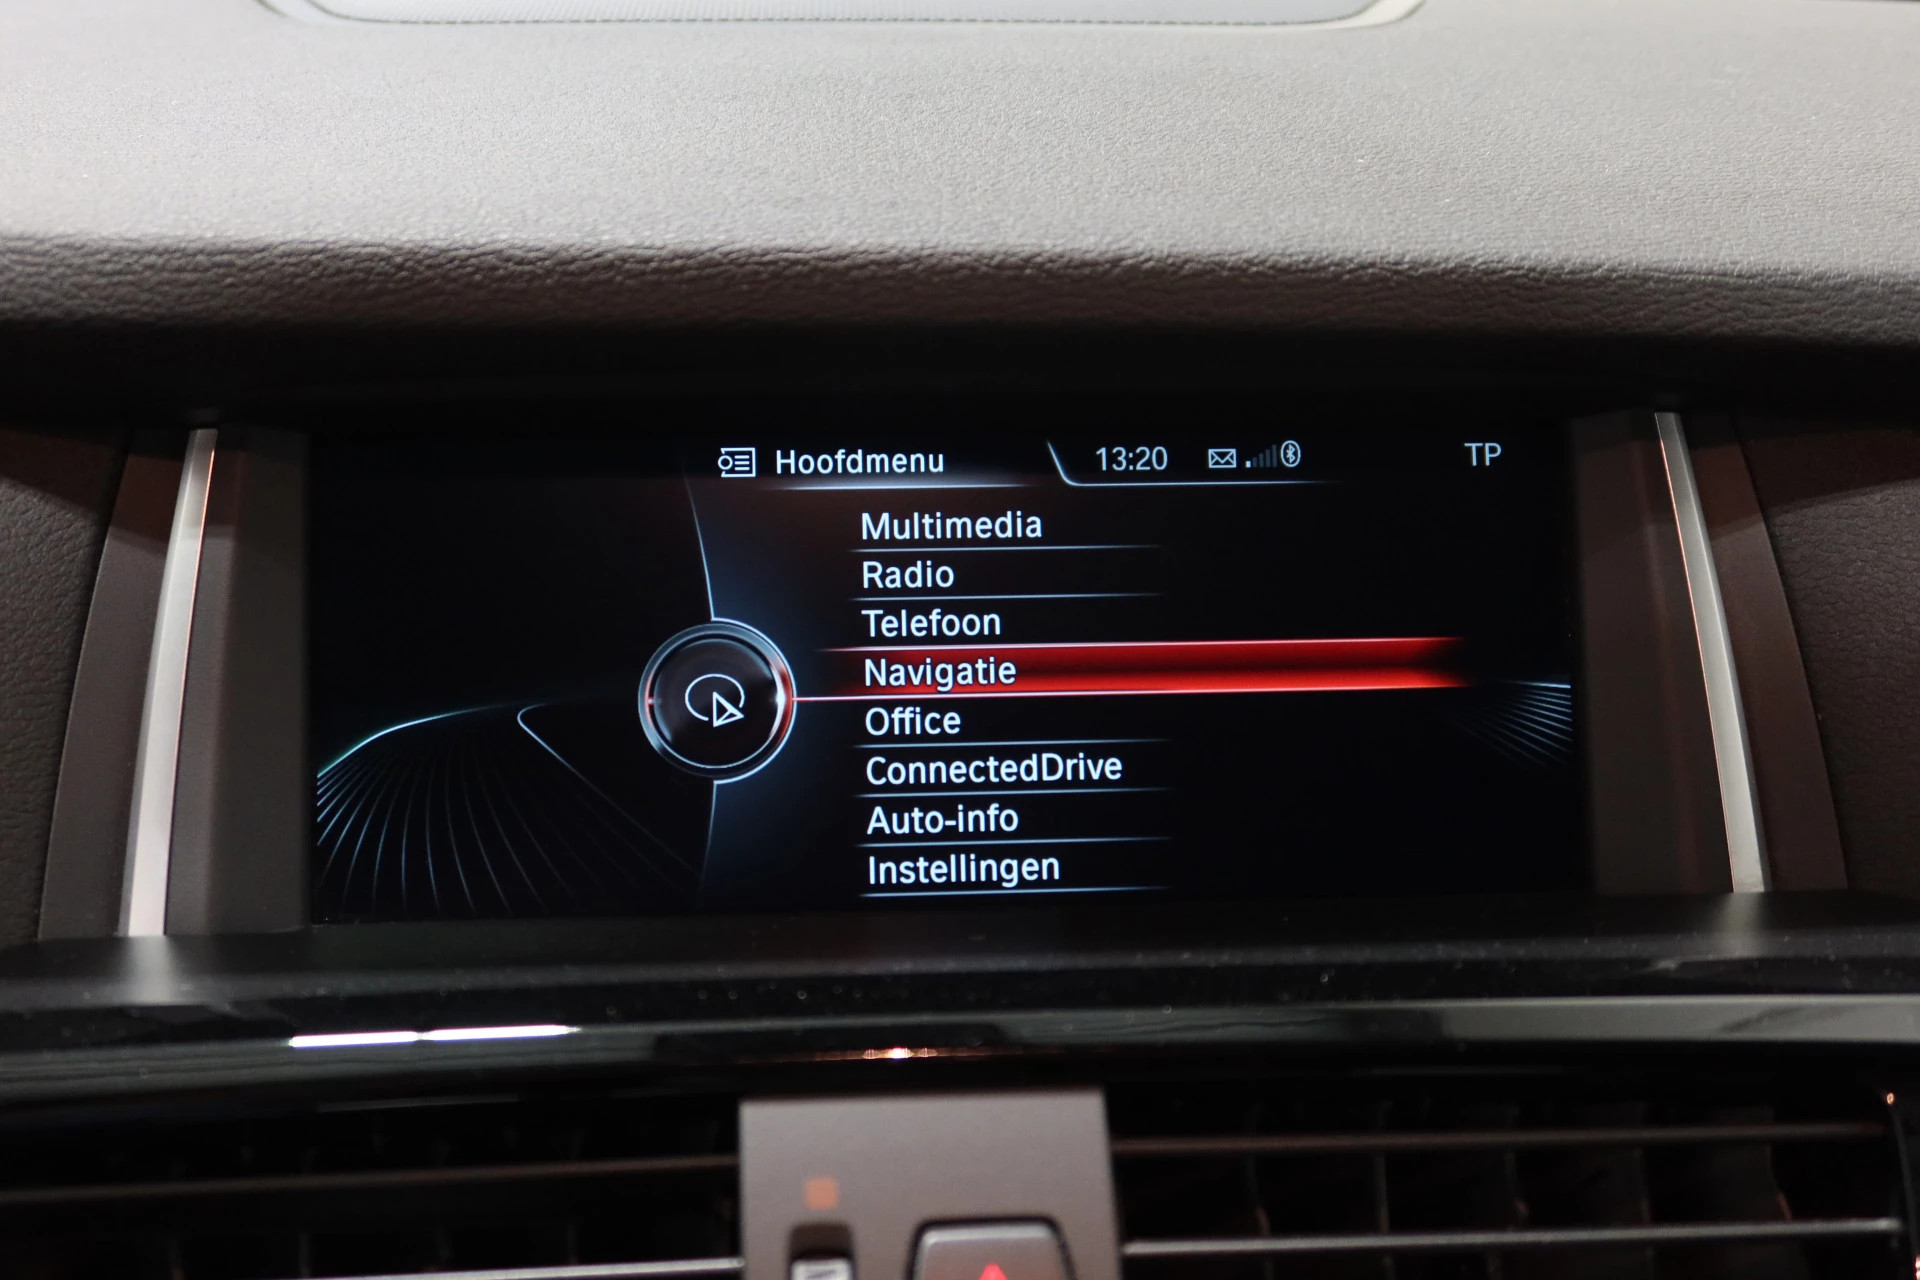 Hoofdmenu 13:20 TP
Multimedia
Radio
Telefoon
Navigatie
Office
ConnectedDrive
Auto-info
Instellingen